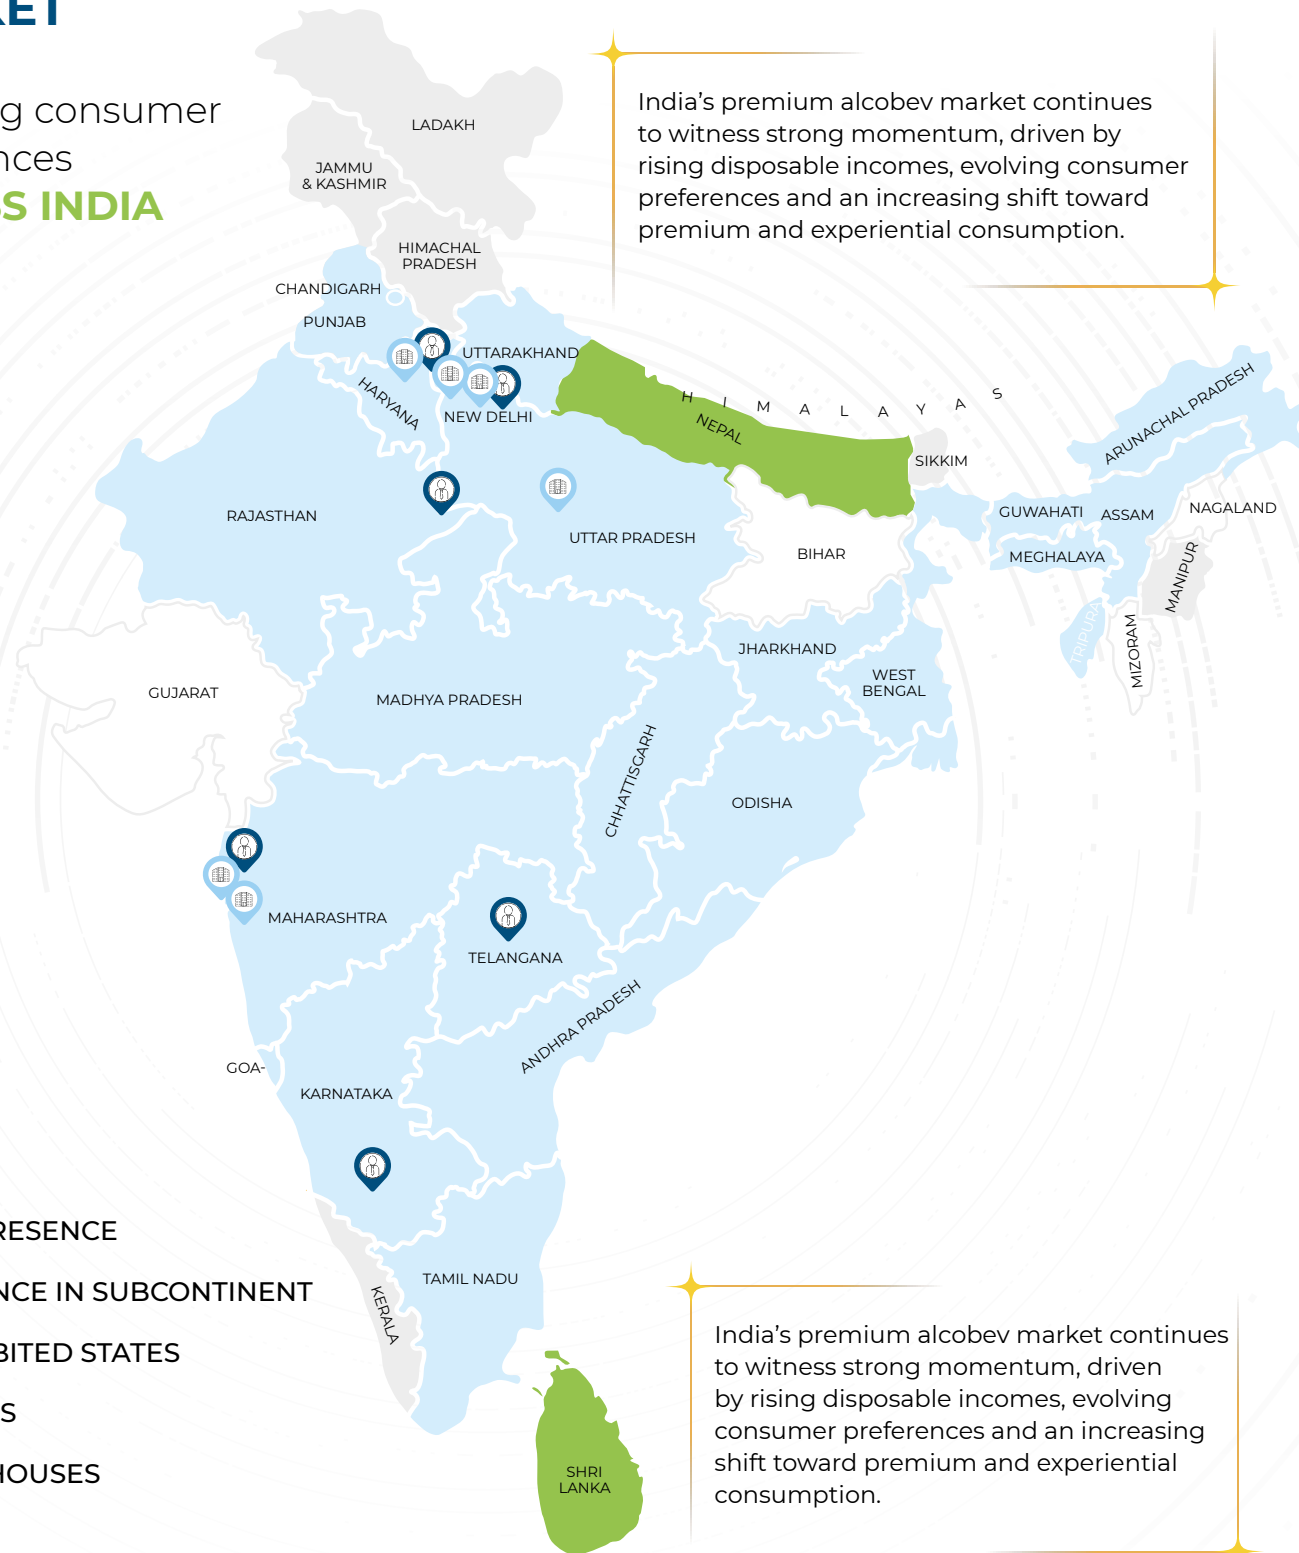 India's premium alcobev market continues
to witness strong momentum, driven by
rising disposable incomes, evolving consumer
preferences and an increasing shift toward
premium and experiential consumption.
g consumer
S INDIA
LADAKH
JAMMU
& KASHMIR
HIMACHAL
PRADESH
CHANDIGARH
PUNJAB
UTTARAKHAND
HARYANA
NEW DELHI
HIMALAYAS
NEPAL
SIKKIM
ARUNACHAL PRADESH
RAJASTHAN
UTTAR PRADESH
BIHAR
GUWAHATI
ASSAM
NAGALAND
MEGHALAYA
MANIPUR
TRIPURA
MIZORAM
JHARKHAND
WEST
BENGAL
GUJARAT
MADHYA PRADESH
CHHATTISGARH
ODISHA
MAHARASHTRA
TELANGANA
ANDHRA PRADESH
GOA-
KARNATAKA
TAMIL NADU
KERALA
SHRI
LANKA
RESENCE
NCE IN SUBCONTINENT
BITED STATES
S
HOUSES
India's premium alcobev market continues
to witness strong momentum, driven
by rising disposable incomes, evolving
consumer preferences and an increasing
shift toward premium and experiential
consumption.